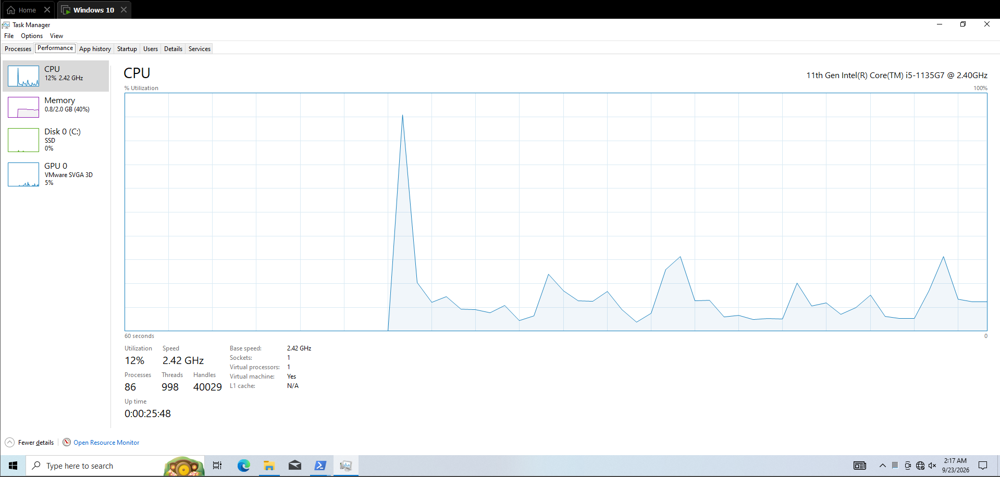 Home
Windows 10
Task Manager
File Options View
Processes Performance App history Startup Users Details Services
CPU
12% 2.42 GHz
Memory
0.8/2.0 GB (40%)
Disk 0 (C:)
SSD
0%
GPU 0
VMware SVGA 3D
5%
CPU
11th Gen Intel(R) Core(TM) i5-1135G7 @ 2.40GHz
% Utilization 100%
60 seconds 0
Utilization Speed
12% 2.42 GHz
Processes Threads Handles
86 998 40029
Up time
0:00:25:48
Base speed: 2.42 GHz
Sockets: 1
Virtual processors: 1
Virtual machine: Yes
L1 cache: N/A
Fewer details Open Resource Monitor
Type here to search
2:17 AM
9/23/2026